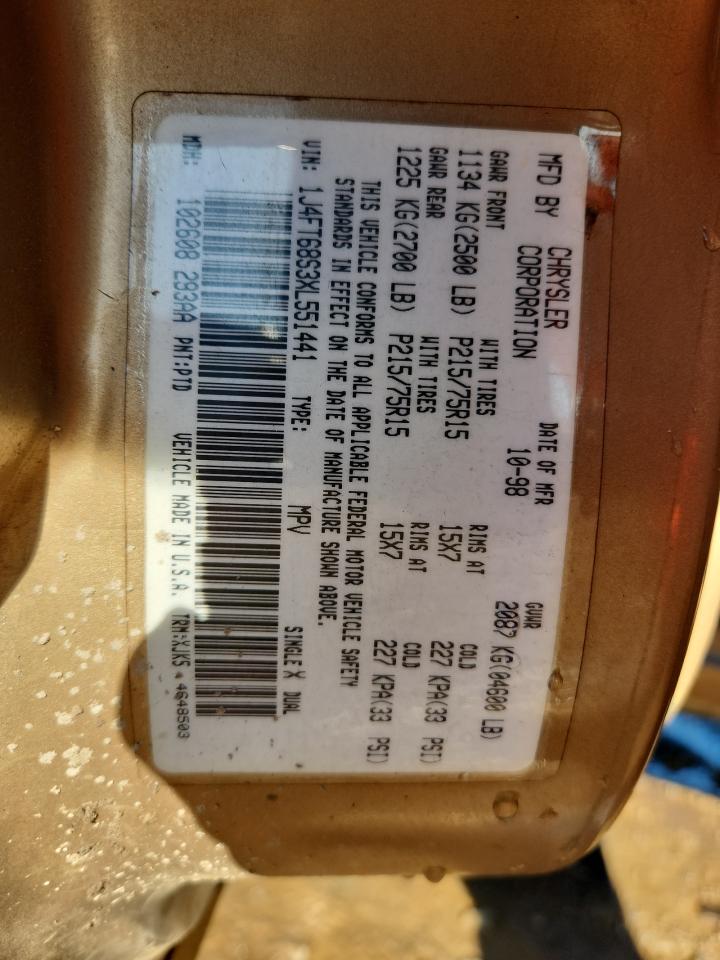 MFD BY CHRYSLER CORPORATION DATE OF MFR 10-98 GVWR 2087 KG(04600 LB)
GAWR FRONT WITH TIRES RIMS AT COLD
1134 KG(2500 LB) P215/75R15 15X7 227 KPA(33 PSI)
GAWR REAR WITH TIRES RIMS AT COLD
1225 KG(2700 LB) P215/75R15 15X7 227 KPA(33 PSI)
THIS VEHICLE CONFORMS TO ALL APPLICABLE FEDERAL MOTOR VEHICLE SAFETY
STANDARDS IN EFFECT ON THE DATE OF MANUFACTURE SHOWN ABOVE.
VIN: 1J4FT68S3XL551441 TYPE: MPV SINGLE X DUAL
MDH: 102608 293AA PNT:PTD VEHICLE MADE IN U.S.A. TRM:XJK5 4648503